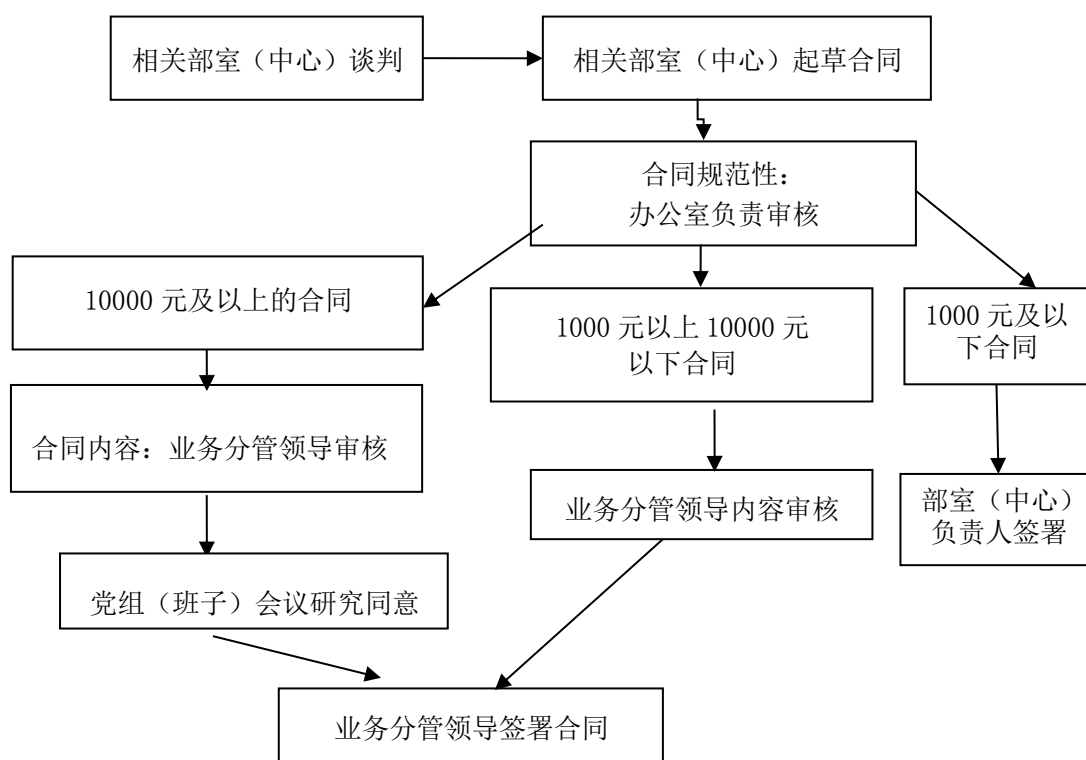 相关部室（中心）谈判
相关部室（中心）起草合同
合同规范性：
办公室负责审核
10000 元及以上的合同
1000 元以上 10000 元
以下合同
1000 元及以
下合同
合同内容：业务分管领导审核
业务分管领导内容审核
部室（中心）
负责人签署
党组（班子）会议研究同意
业务分管领导签署合同